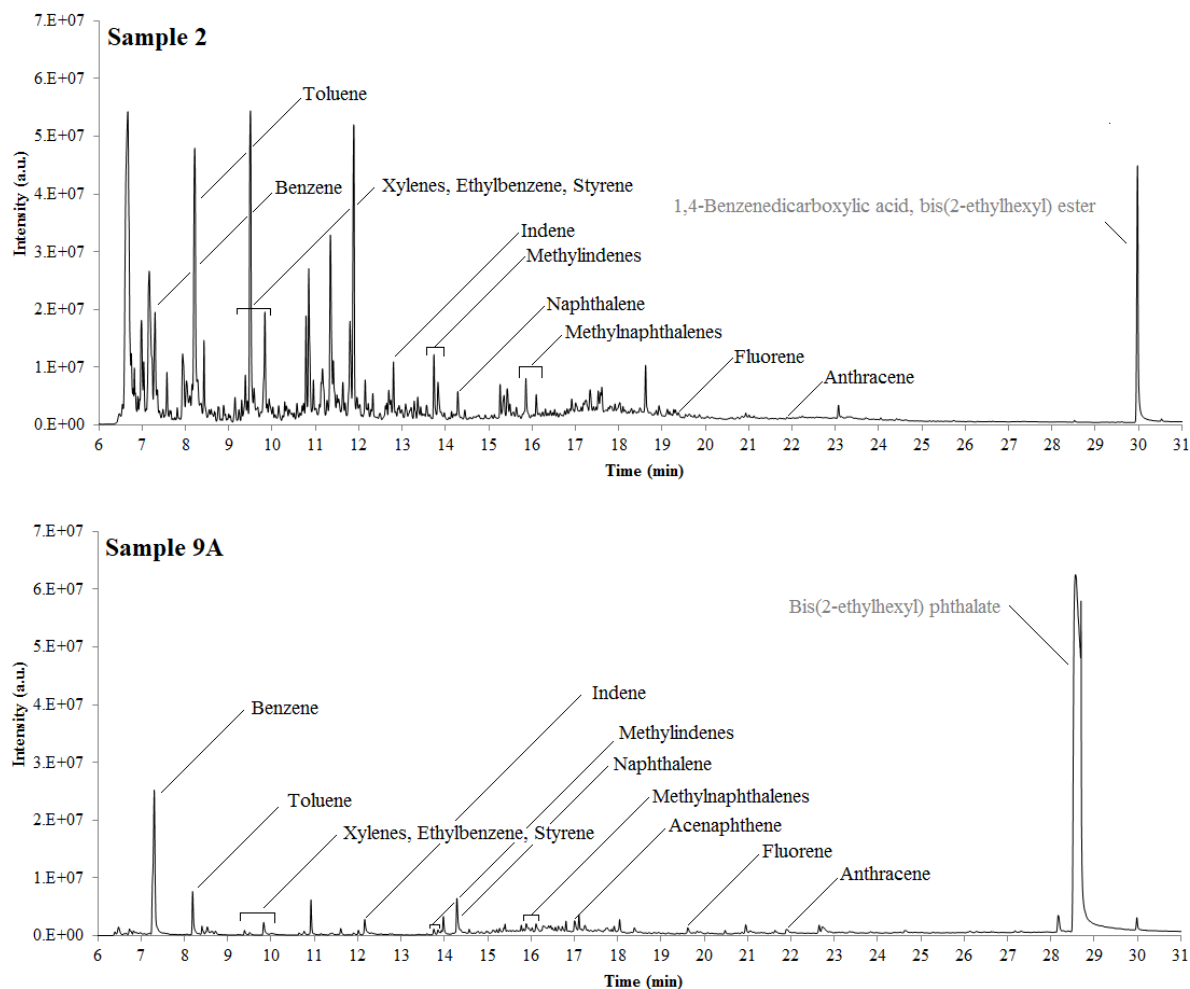 Sample 2
7.E+07
6.E+07
5.E+07
4.E+07
3.E+07
2.E+07
1.E+07
0.E+00
Intensity (a.u.)
Toluene
Benzene
Xylenes, Ethylbenzene, Styrene
1,4-Benzenedicarboxylic acid, bis(2-ethylhexyl) ester
Indene
Methylindenes
Naphthalene
Methylnaphthalenes
Fluorene
Anthracene
6 7 8 9 10 11 12 13 14 15 16 17 18 19 20 21 22 23 24 25 26 27 28 29 30 31
Time (min)
Sample 9A
7.E+07
6.E+07
5.E+07
4.E+07
3.E+07
2.E+07
1.E+07
0.E+00
Intensity (a.u.)
Bis(2-ethylhexyl) phthalate
Indene
Benzene
Methylindenes
Naphthalene
Toluene
Methylnaphthalenes
Xylenes, Ethylbenzene, Styrene
Acenaphthene
Fluorene
Anthracene
6 7 8 9 10 11 12 13 14 15 16 17 18 19 20 21 22 23 24 25 26 27 28 29 30 31
Time (min)